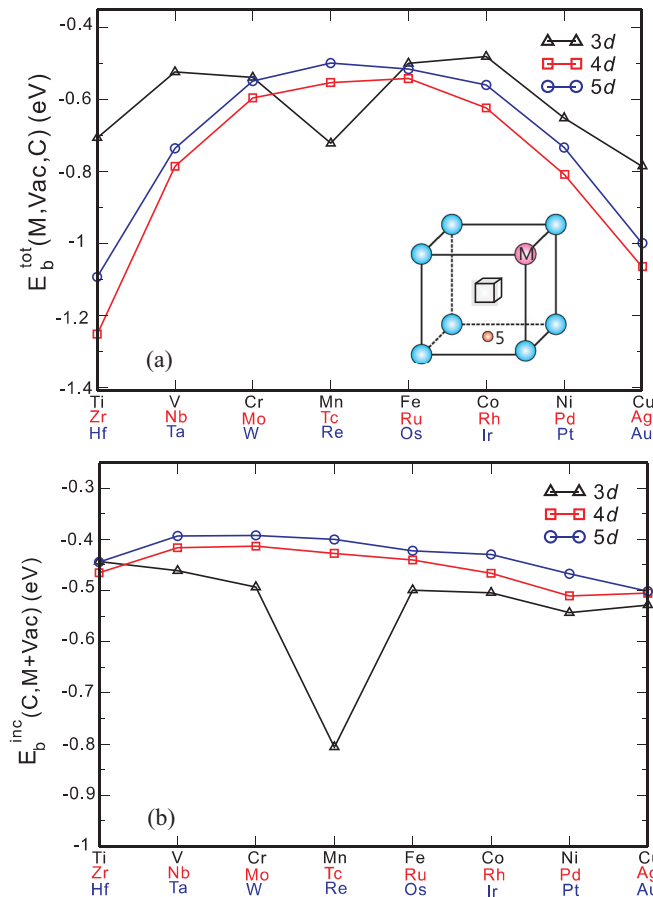 -0.4
-0.6
-0.8
-1
-1.2
-1.4
E_b^tot(M,Vac,C) (eV)
3d
4d
5d
M
5
(a)
Ti V Cr Mn Fe Co Ni Cu
Zr Nb Mo Tc Ru Rh Pd Ag
Hf Ta W Re Os Ir Pt Au
-0.3
-0.4
-0.5
-0.6
-0.7
-0.8
-0.9
-1
E_b^inc(C,M+Vac) (eV)
3d
4d
5d
(b)
Ti V Cr Mn Fe Co Ni Cu
Zr Nb Mo Tc Ru Rh Pd Ag
Hf Ta W Re Os Ir Pt Au